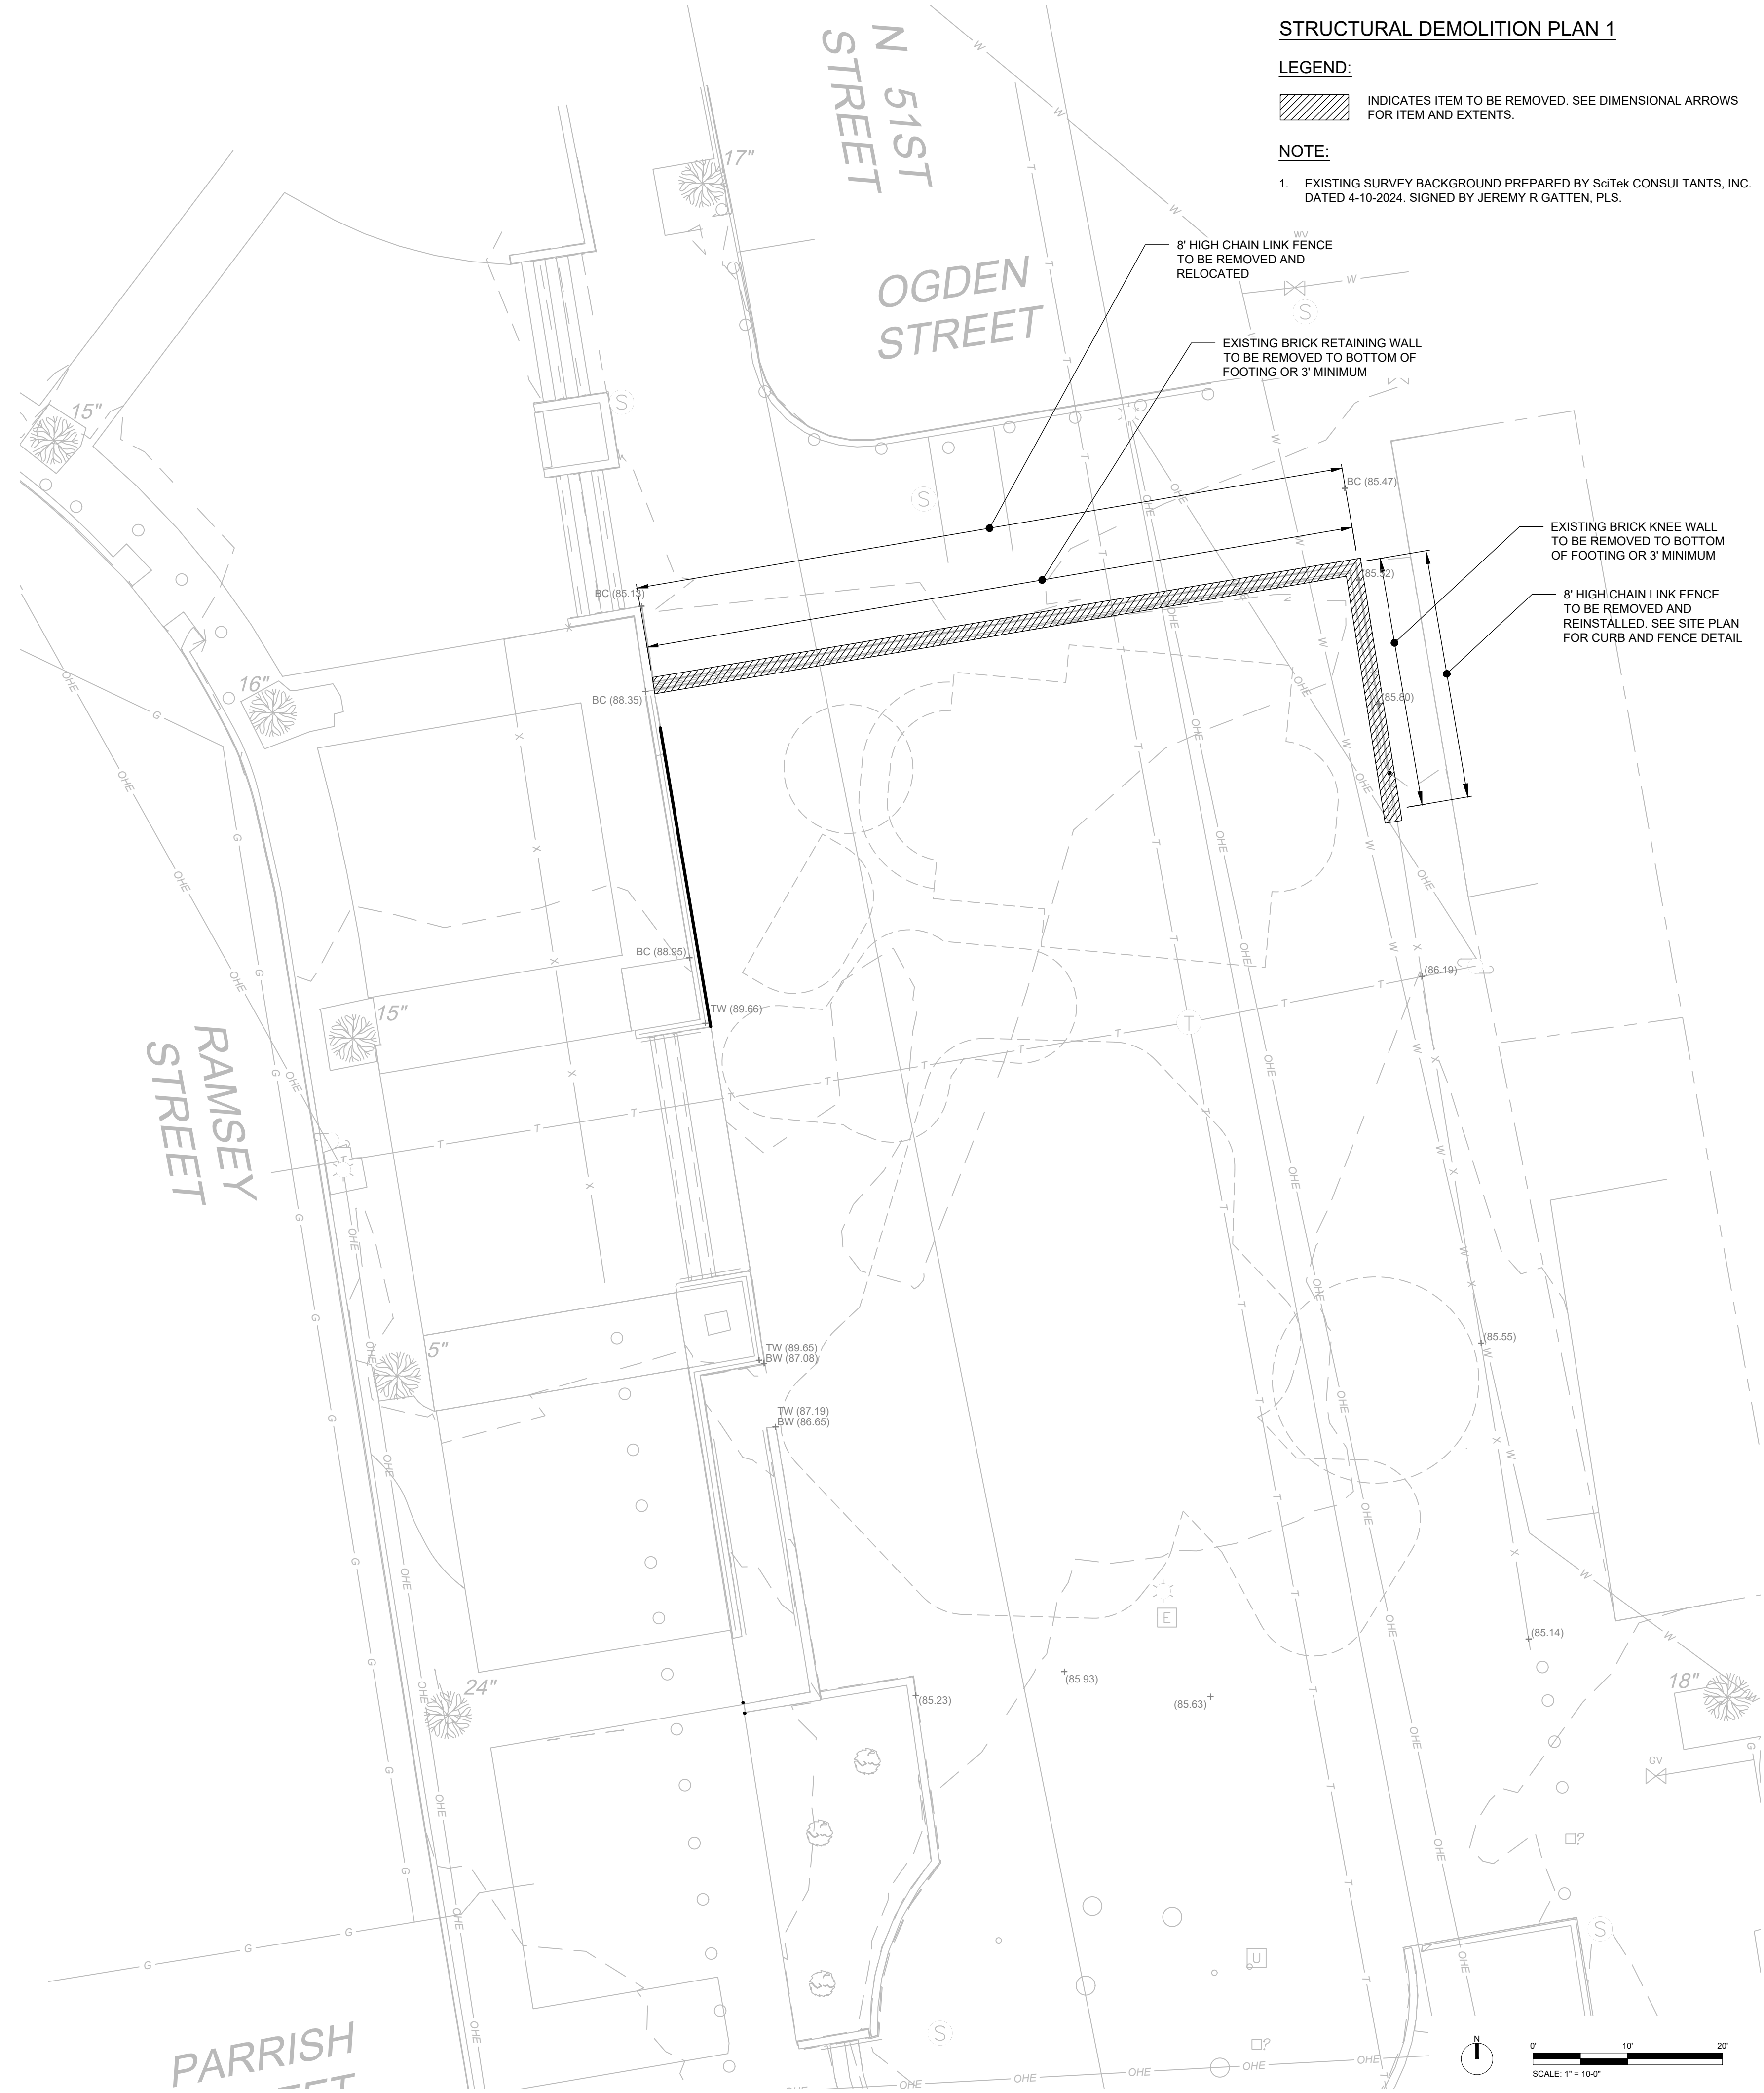 STRUCTURAL DEMOLITION PLAN 1
LEGEND:
INDICATES ITEM TO BE REMOVED. SEE DIMENSIONAL ARROWS
FOR ITEM AND EXTENTS.
NOTE:
1. EXISTING SURVEY BACKGROUND PREPARED BY SciTek CONSULTANTS, INC.
DATED 4-10-2024. SIGNED BY JEREMY R GATTEN, PLS.
N 51ST
STREET
OGDEN
STREET
17"
8' HIGH CHAIN LINK FENCE
TO BE REMOVED AND
RELOCATED
WV
EXISTING BRICK RETAINING WALL
TO BE REMOVED TO BOTTOM OF
FOOTING OR 3' MINIMUM
15"
BC (85.47)
EXISTING BRICK KNEE WALL
TO BE REMOVED TO BOTTOM
OF FOOTING OR 3' MINIMUM
8' HIGH CHAIN LINK FENCE
TO BE REMOVED AND
REINSTALLED. SEE SITE PLAN
FOR CURB AND FENCE DETAIL
BC (85.13)
(85.52)
16"
BC (88.35)
(85.80)
BC (88.95)
(86.19)
TW (89.66)
15"
RAMSEY
STREET
5"
TW (89.65)
BW (87.08)
(85.55)
TW (87.19)
BW (86.65)
E
(85.14)
(85.93)
(85.63)
(85.23)
24"
18"
GV
?
U
?
S
T
G
W
X
OHE
PARRISH
N
0' 10' 20'
SCALE: 1" = 10-0"